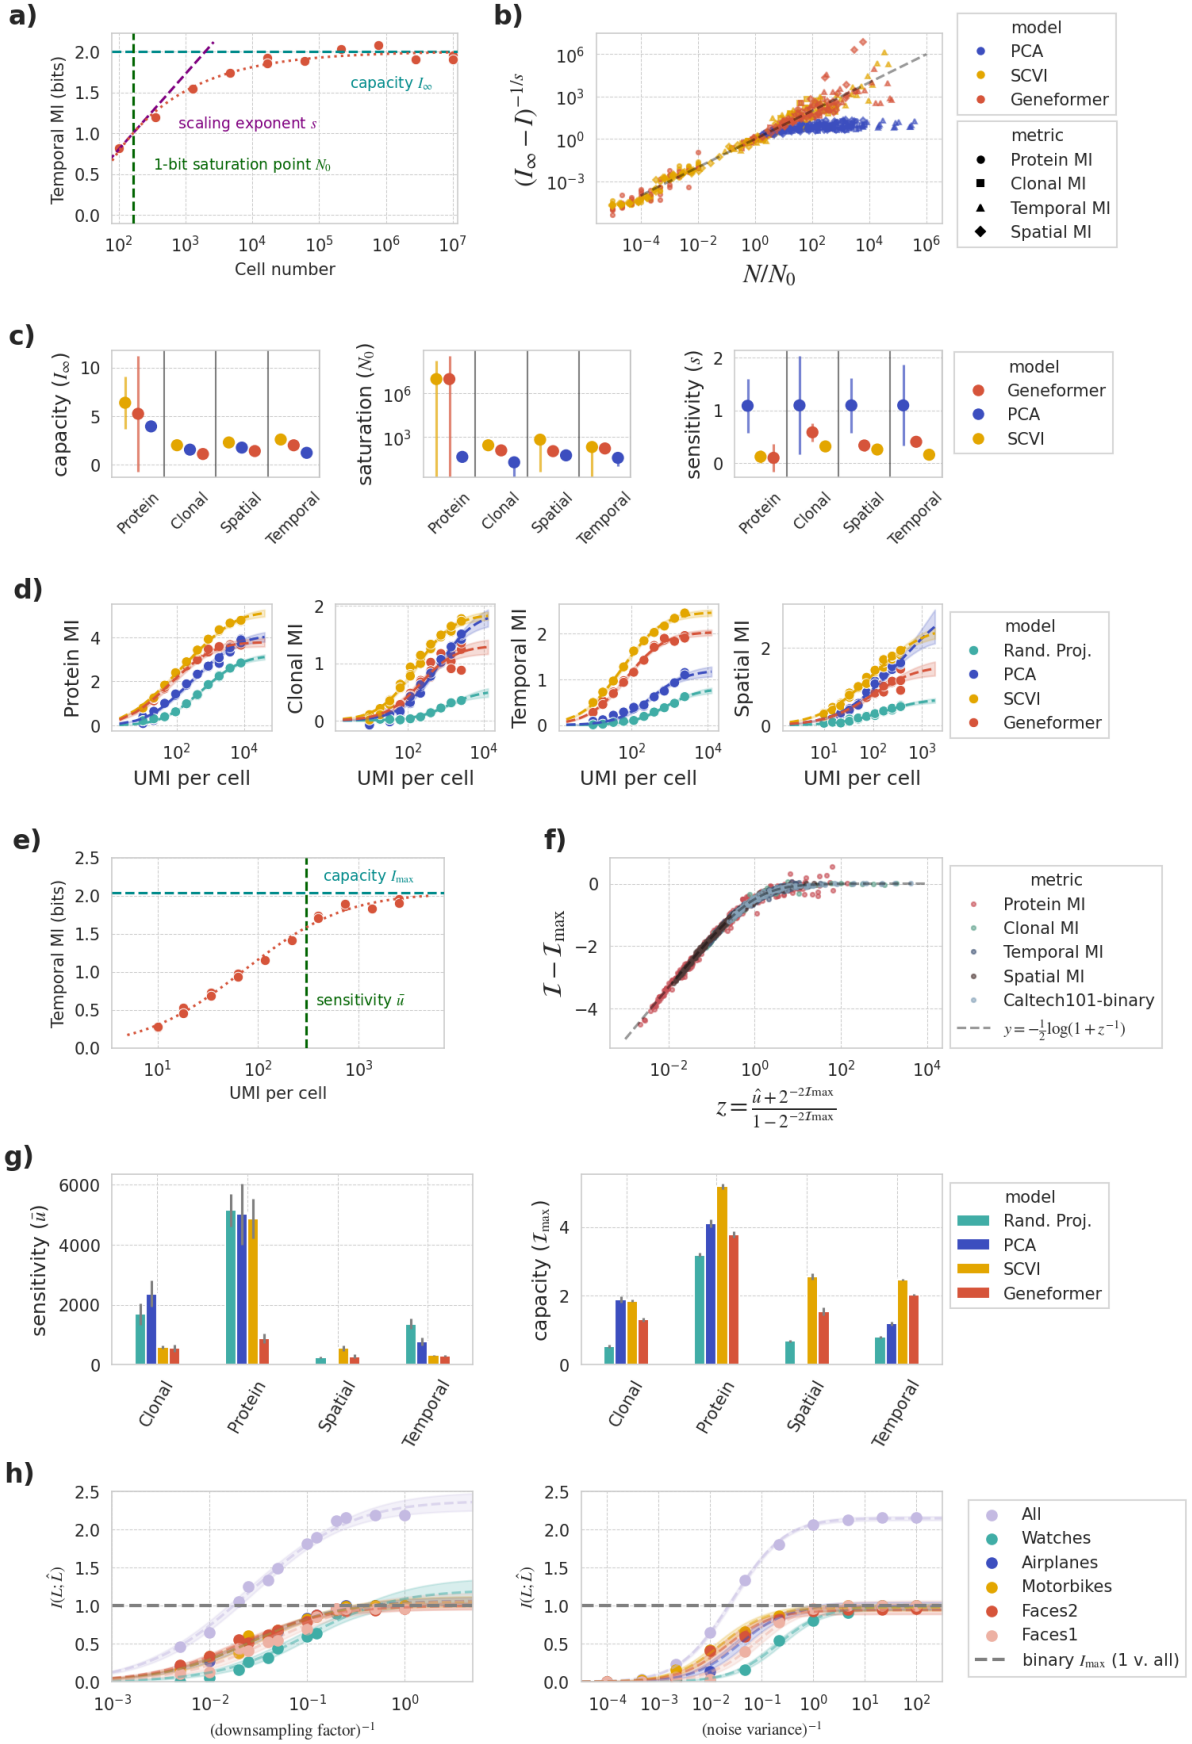 a)
Temporal MI (bits)
2.0
1.5
1.0
0.5
0.0
capacity I∞
scaling exponent s
1-bit saturation point N₀
10² 10³ 10⁴ 10⁵ 10⁶ 10⁷
Cell number
b)
(I∞ − I)^{−1/s}
10⁶
10³
10⁰
10⁻³
10⁻⁴ 10⁻² 10⁰ 10² 10⁴ 10⁶
N/N₀
model
PCA
SCVI
Geneformer
metric
Protein MI
Clonal MI
Temporal MI
Spatial MI
c)
capacity (I∞)
10
5
0
Protein Clonal Spatial Temporal
saturation (N₀)
10⁶
10³
Protein Clonal Spatial Temporal
sensitivity (s)
2
1
0
Protein Clonal Spatial Temporal
model
Geneformer
PCA
SCVI
d)
Protein MI
4
2
0
10² 10⁴
UMI per cell
Clonal MI
2
1
0
10² 10⁴
UMI per cell
Temporal MI
2
1
0
10² 10⁴
UMI per cell
Spatial MI
2
0
10¹ 10² 10³
UMI per cell
model
Rand. Proj.
PCA
SCVI
Geneformer
e)
Temporal MI (bits)
2.5
2.0
1.5
1.0
0.5
0.0
capacity I_max
sensitivity ū
10¹ 10² 10³
UMI per cell
f)
ℐ − ℐ_max
0
−2
−4
10⁻² 10⁰ 10² 10⁴
z = (û + 2^{−2ℐmax}) / (1 − 2^{−2ℐmax})
metric
Protein MI
Clonal MI
Temporal MI
Spatial MI
Caltech101-binary
y = −½log(1 + z⁻¹)
g)
sensitivity (ū)
6000
4000
2000
0
Clonal Protein Spatial Temporal
capacity (ℐ_max)
4
2
0
Clonal Protein Spatial Temporal
model
Rand. Proj.
PCA
SCVI
Geneformer
h)
I(L; L̂)
2.5
2.0
1.5
1.0
0.5
0.0
10⁻³ 10⁻² 10⁻¹ 10⁰
(downsampling factor)⁻¹
I(L; L̂)
2.5
2.0
1.5
1.0
0.5
0.0
10⁻⁴ 10⁻³ 10⁻² 10⁻¹ 10⁰ 10¹ 10²
(noise variance)⁻¹
All
Watches
Airplanes
Motorbikes
Faces2
Faces1
binary I_max (1 v. all)